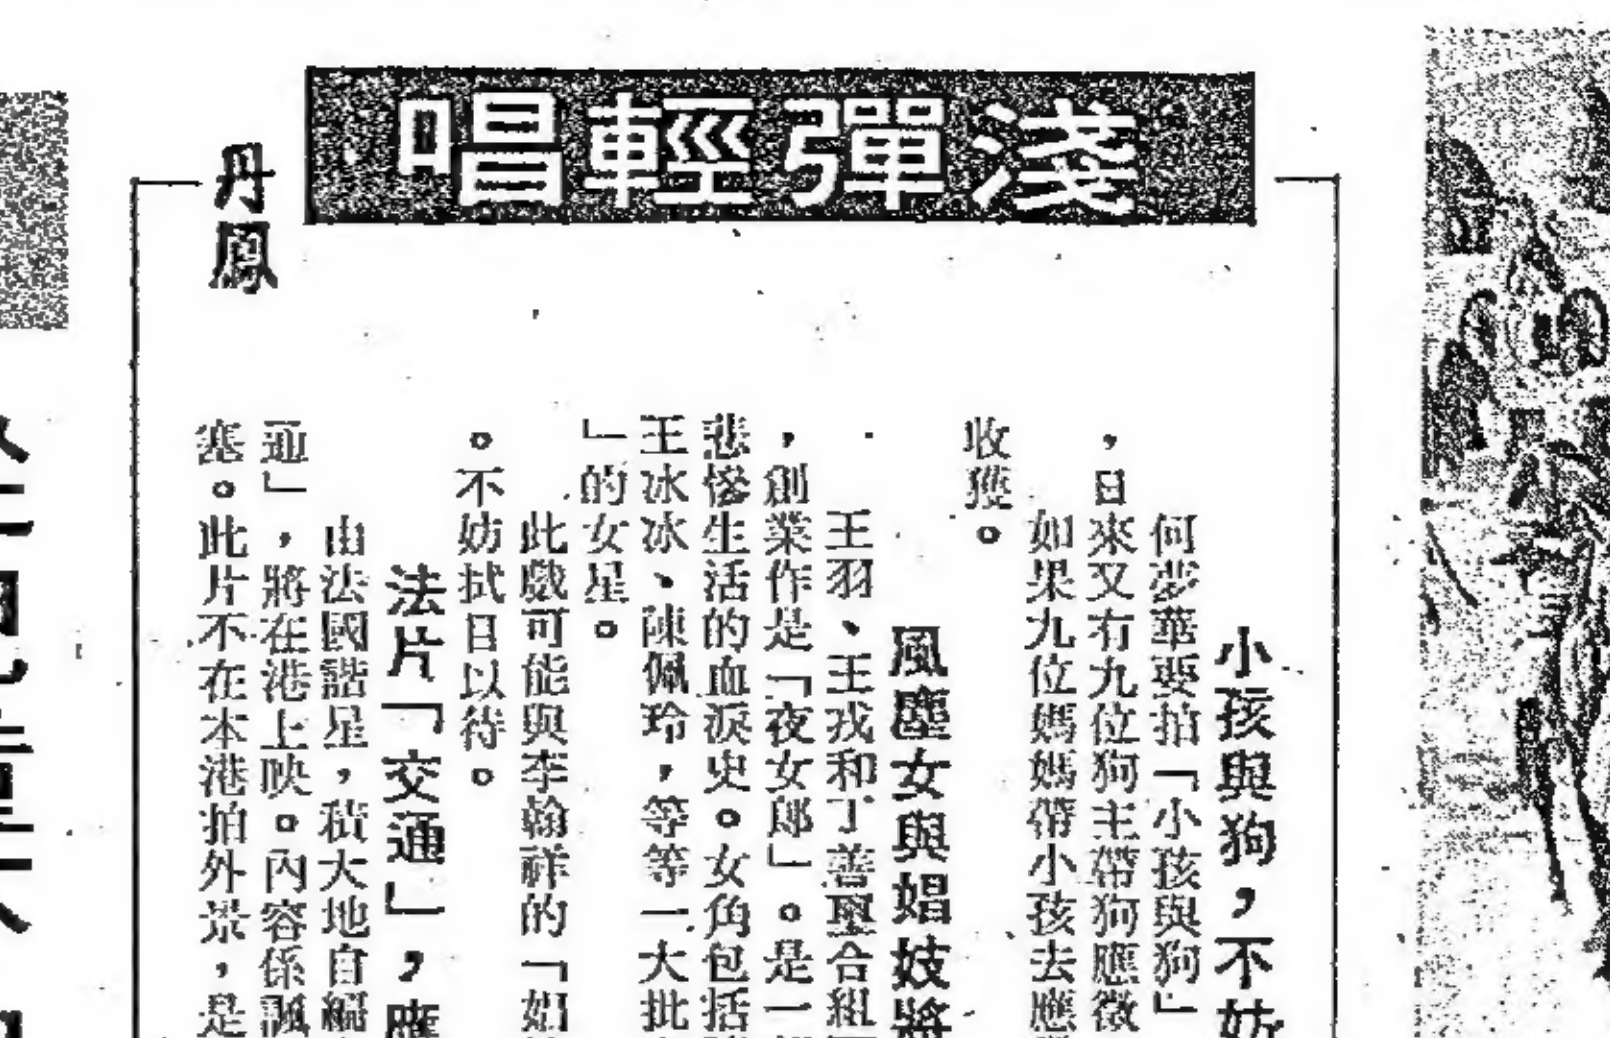 淺彈輕唱
丹鳳
小孩與狗，不妨
何夢華要拍「小孩與狗」
，日來又有九位狗主帶狗應徵
如果九位媽媽帶小孩去應
收獲。
風塵女與娼妓將
王羽、王戎和丁善璽合組
，創業作是「夜女郎」。是一
悲慘生活的血淚史。女角包括
王冰冰、陳佩玲，等等一大批
」的女星。
此戲可能與李翰祥的「娼
。不妨拭目以待。
法片「交通」，應
由法國諧星，積大地自編
通」，將在港上映。內容係諷
塞。此片不在本港拍外景，是